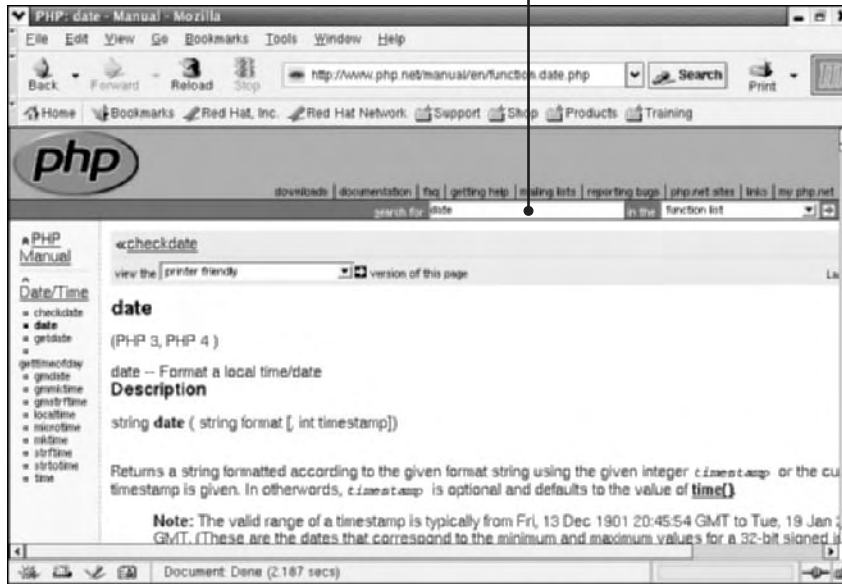 PHP: date - Manual - Mozilla
File Edit View Go Bookmarks Tools Window Help
Back Forward Reload Stop http://www.php.net/manual/en/function.date.php Search Print
Home Bookmarks Red Hat, Inc. Red Hat Network Support Shop Products Training
php
downloads | documentation | faq | getting help | mailing lists | reporting bugs | php.net sites | links | my php.net
search for date in the function list
PHP Manual
Date/Time
checkdate
date
getdate
gettimeofday
gmdate
gmmktime
gmstrftime
localtime
microtime
mktime
strftime
strtotime
time
«checkdate
view the printer friendly version of this page La
date
(PHP 3, PHP 4 )
date -- Format a local time/date
Description
string date ( string format [, int timestamp])
Returns a string formatted according to the given format string using the given integer timestamp or the cu
timestamp is given. In otherwords, timestamp is optional and defaults to the value of time().
Note: The valid range of a timestamp is typically from Fri, 13 Dec 1901 20:45:54 GMT to Tue, 19 Jan
GMT. (These are the dates that correspond to the minimum and maximum values for a 32-bit signed
Document: Done (2.187 secs)